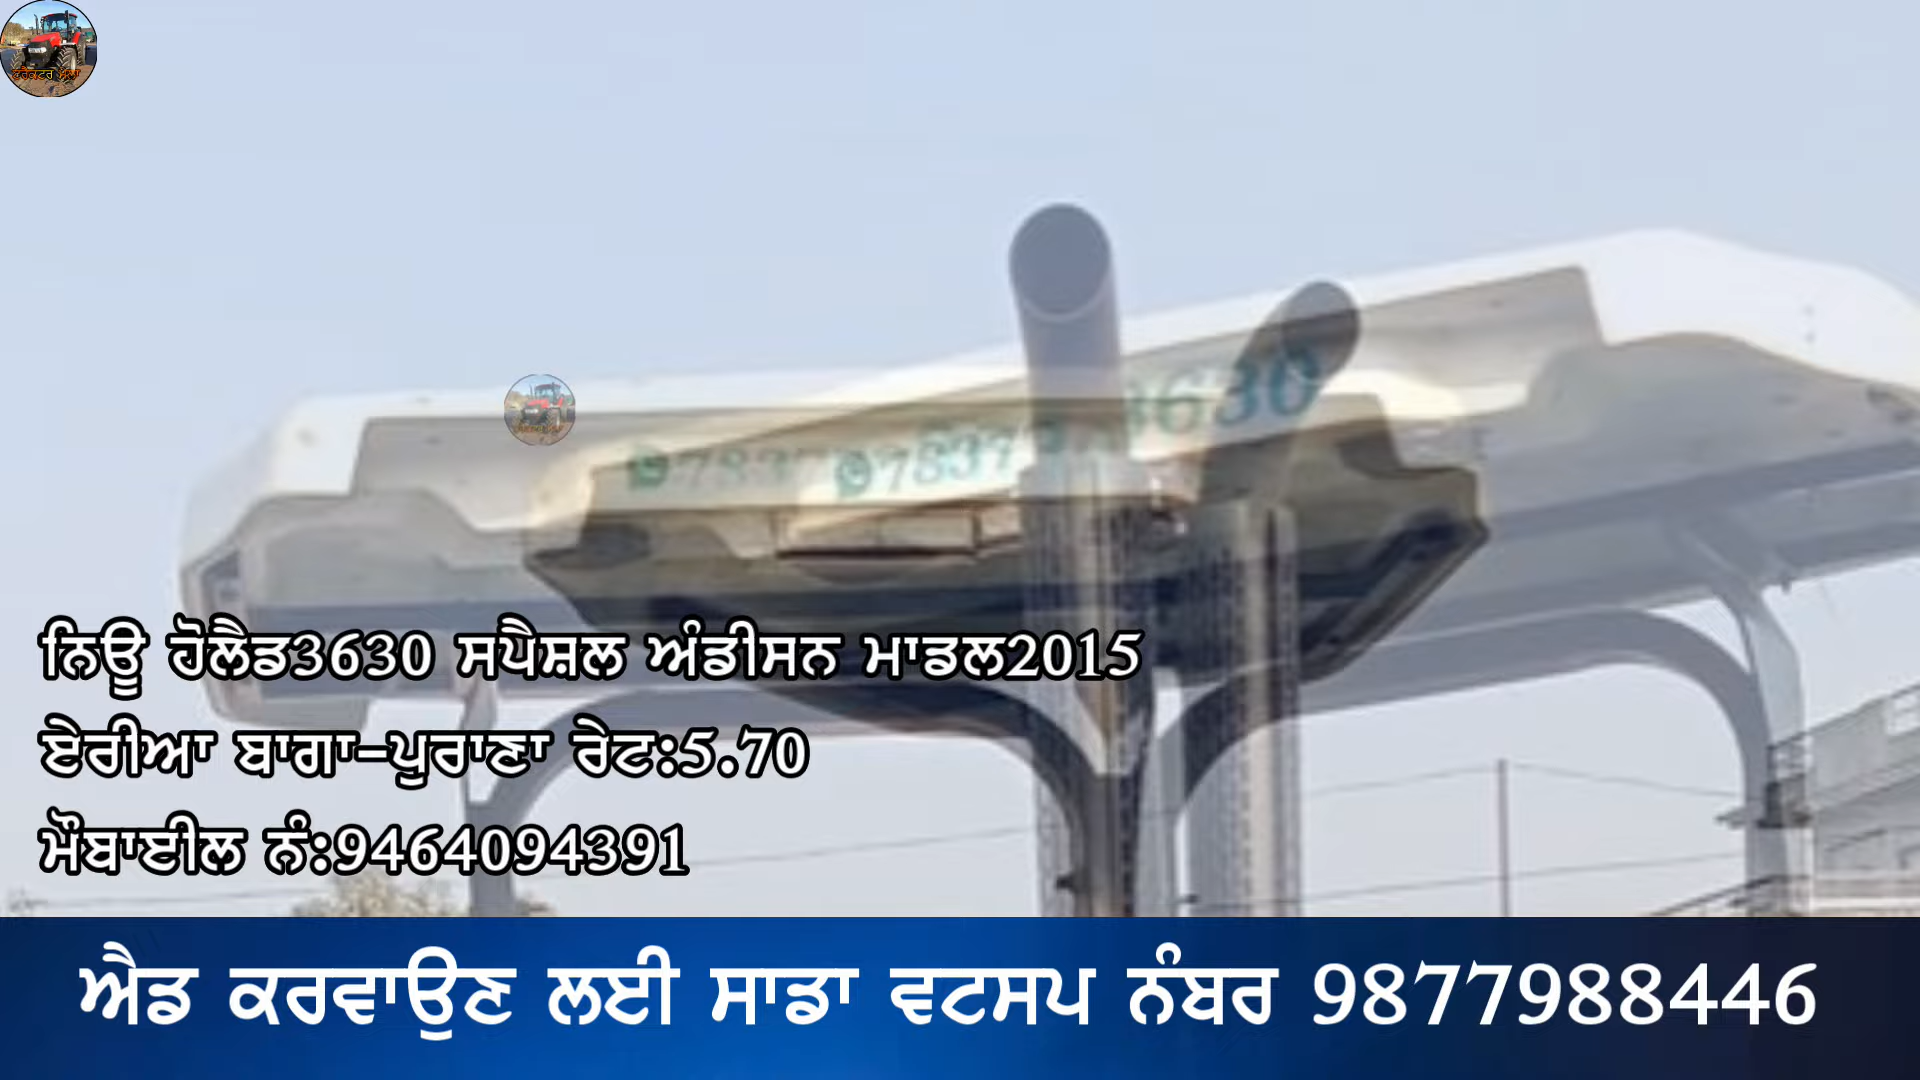 ਨਿਊ ਹੋਲੈਡ3630 ਸਪੈਸ਼ਲ ਅੰਡੀਸਨ ਮਾਡਲ2015
ਏਰੀਆ ਬਾਗਾ-ਪੁਰਾਣਾ ਰੇਟ:5.70
ਮੌਬਾਈਲ ਨੰ:9464094391
ਐਡ ਕਰਵਾਉਣ ਲਈ ਸਾਡਾ ਵਟਸਪ ਨੰਬਰ 9877988446